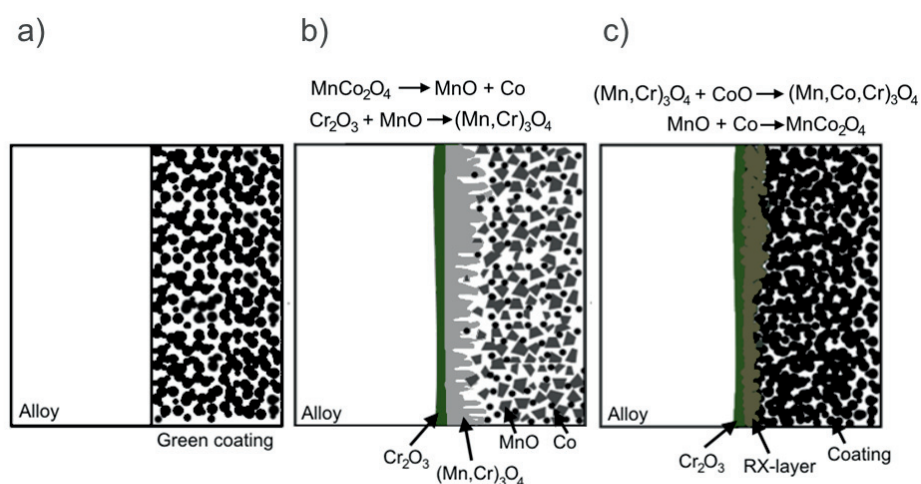 a)
b)
c)
MnCo₂O₄ → MnO + Co
Cr₂O₃ + MnO → (Mn,Cr)₃O₄
(Mn,Cr)₃O₄ + CoO → (Mn,Co,Cr)₃O₄
MnO + Co → MnCo₂O₄
Alloy
Green coating
Alloy
Cr₂O₃
(Mn,Cr)₃O₄
MnO
Co
Alloy
Cr₂O₃
RX-layer
Coating